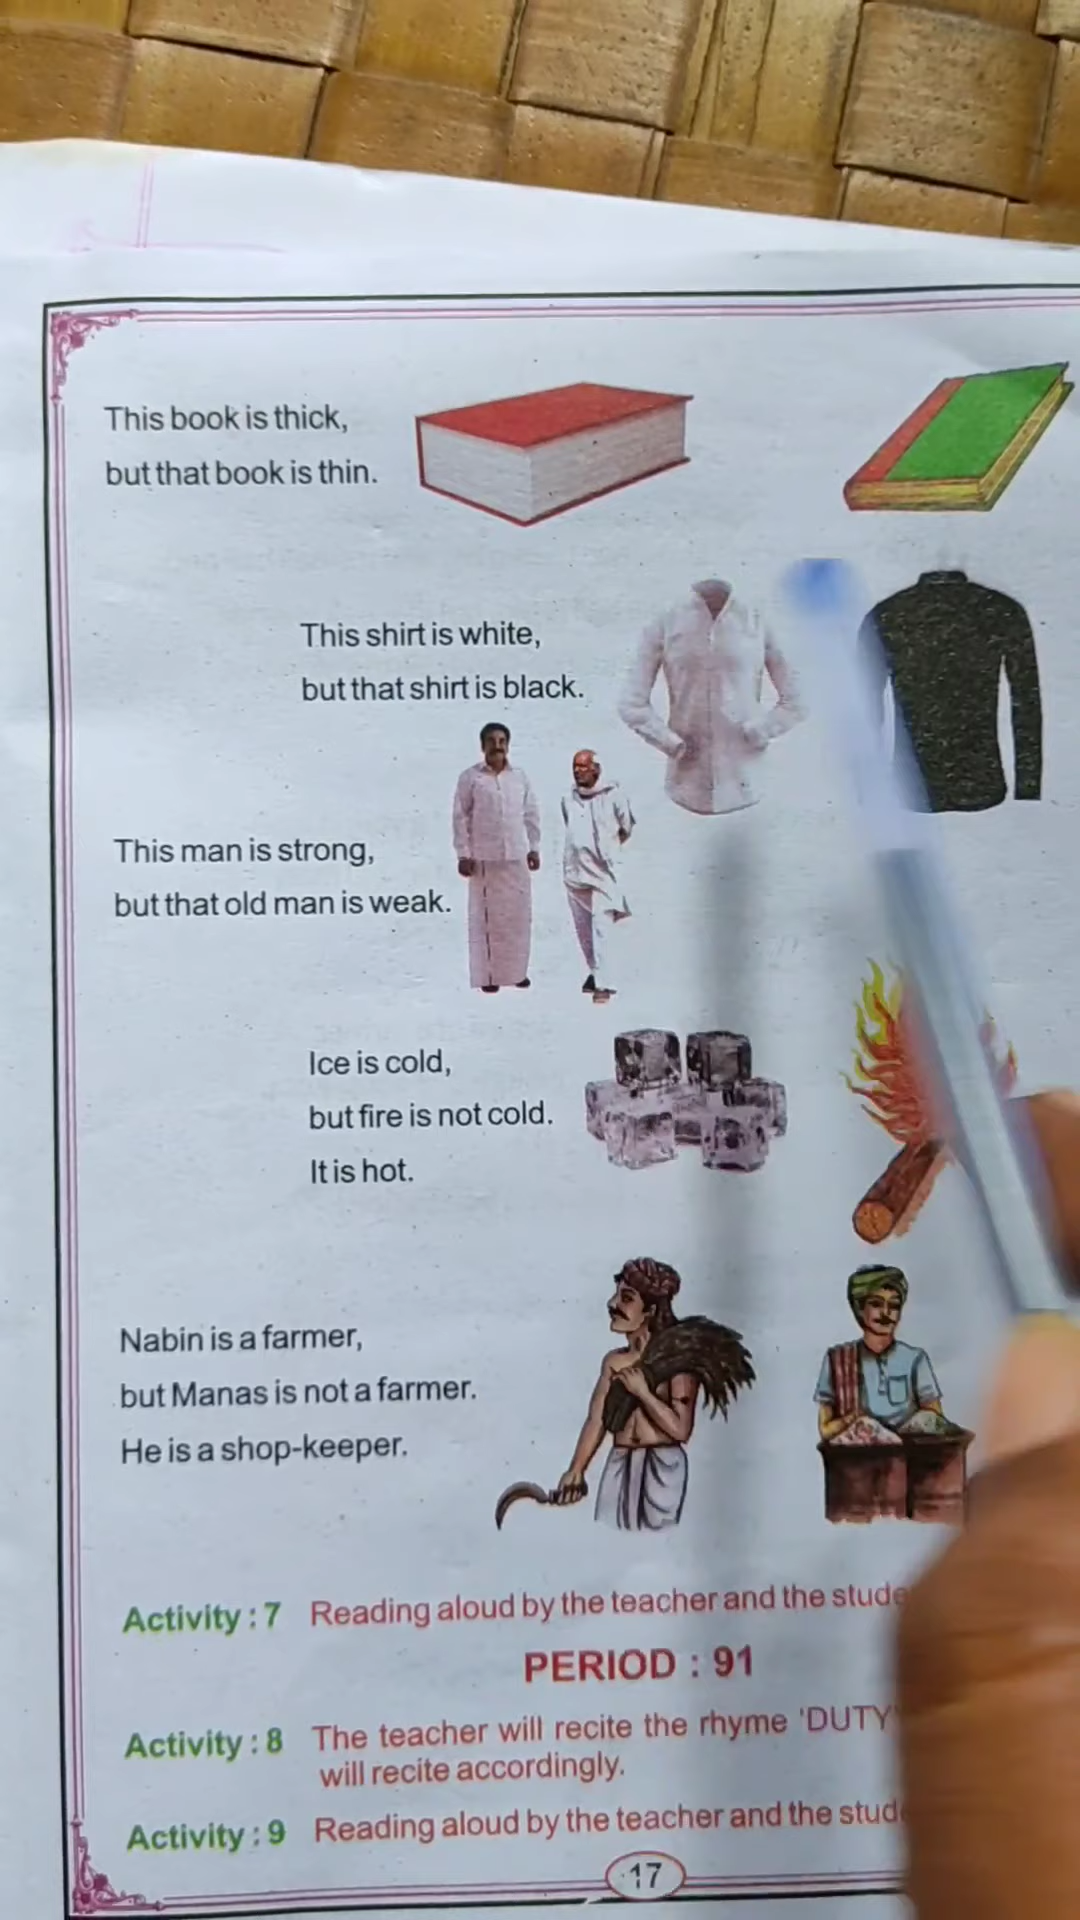 This book is thick,
but that book is thin.
This shirt is white,
but that shirt is black.
This man is strong,
but that old man is weak.
Ice is cold,
but fire is not cold.
It is hot.
Nabin is a farmer,
but Manas is not a farmer.
He is a shop-keeper.
Activity : 7 Reading aloud by the teacher and the
PERIOD : 91
Activity : 8 The teacher will recite the rhyme 'DUTY'
will recite accordingly.
Activity : 9 Reading aloud by the teacher and the
17